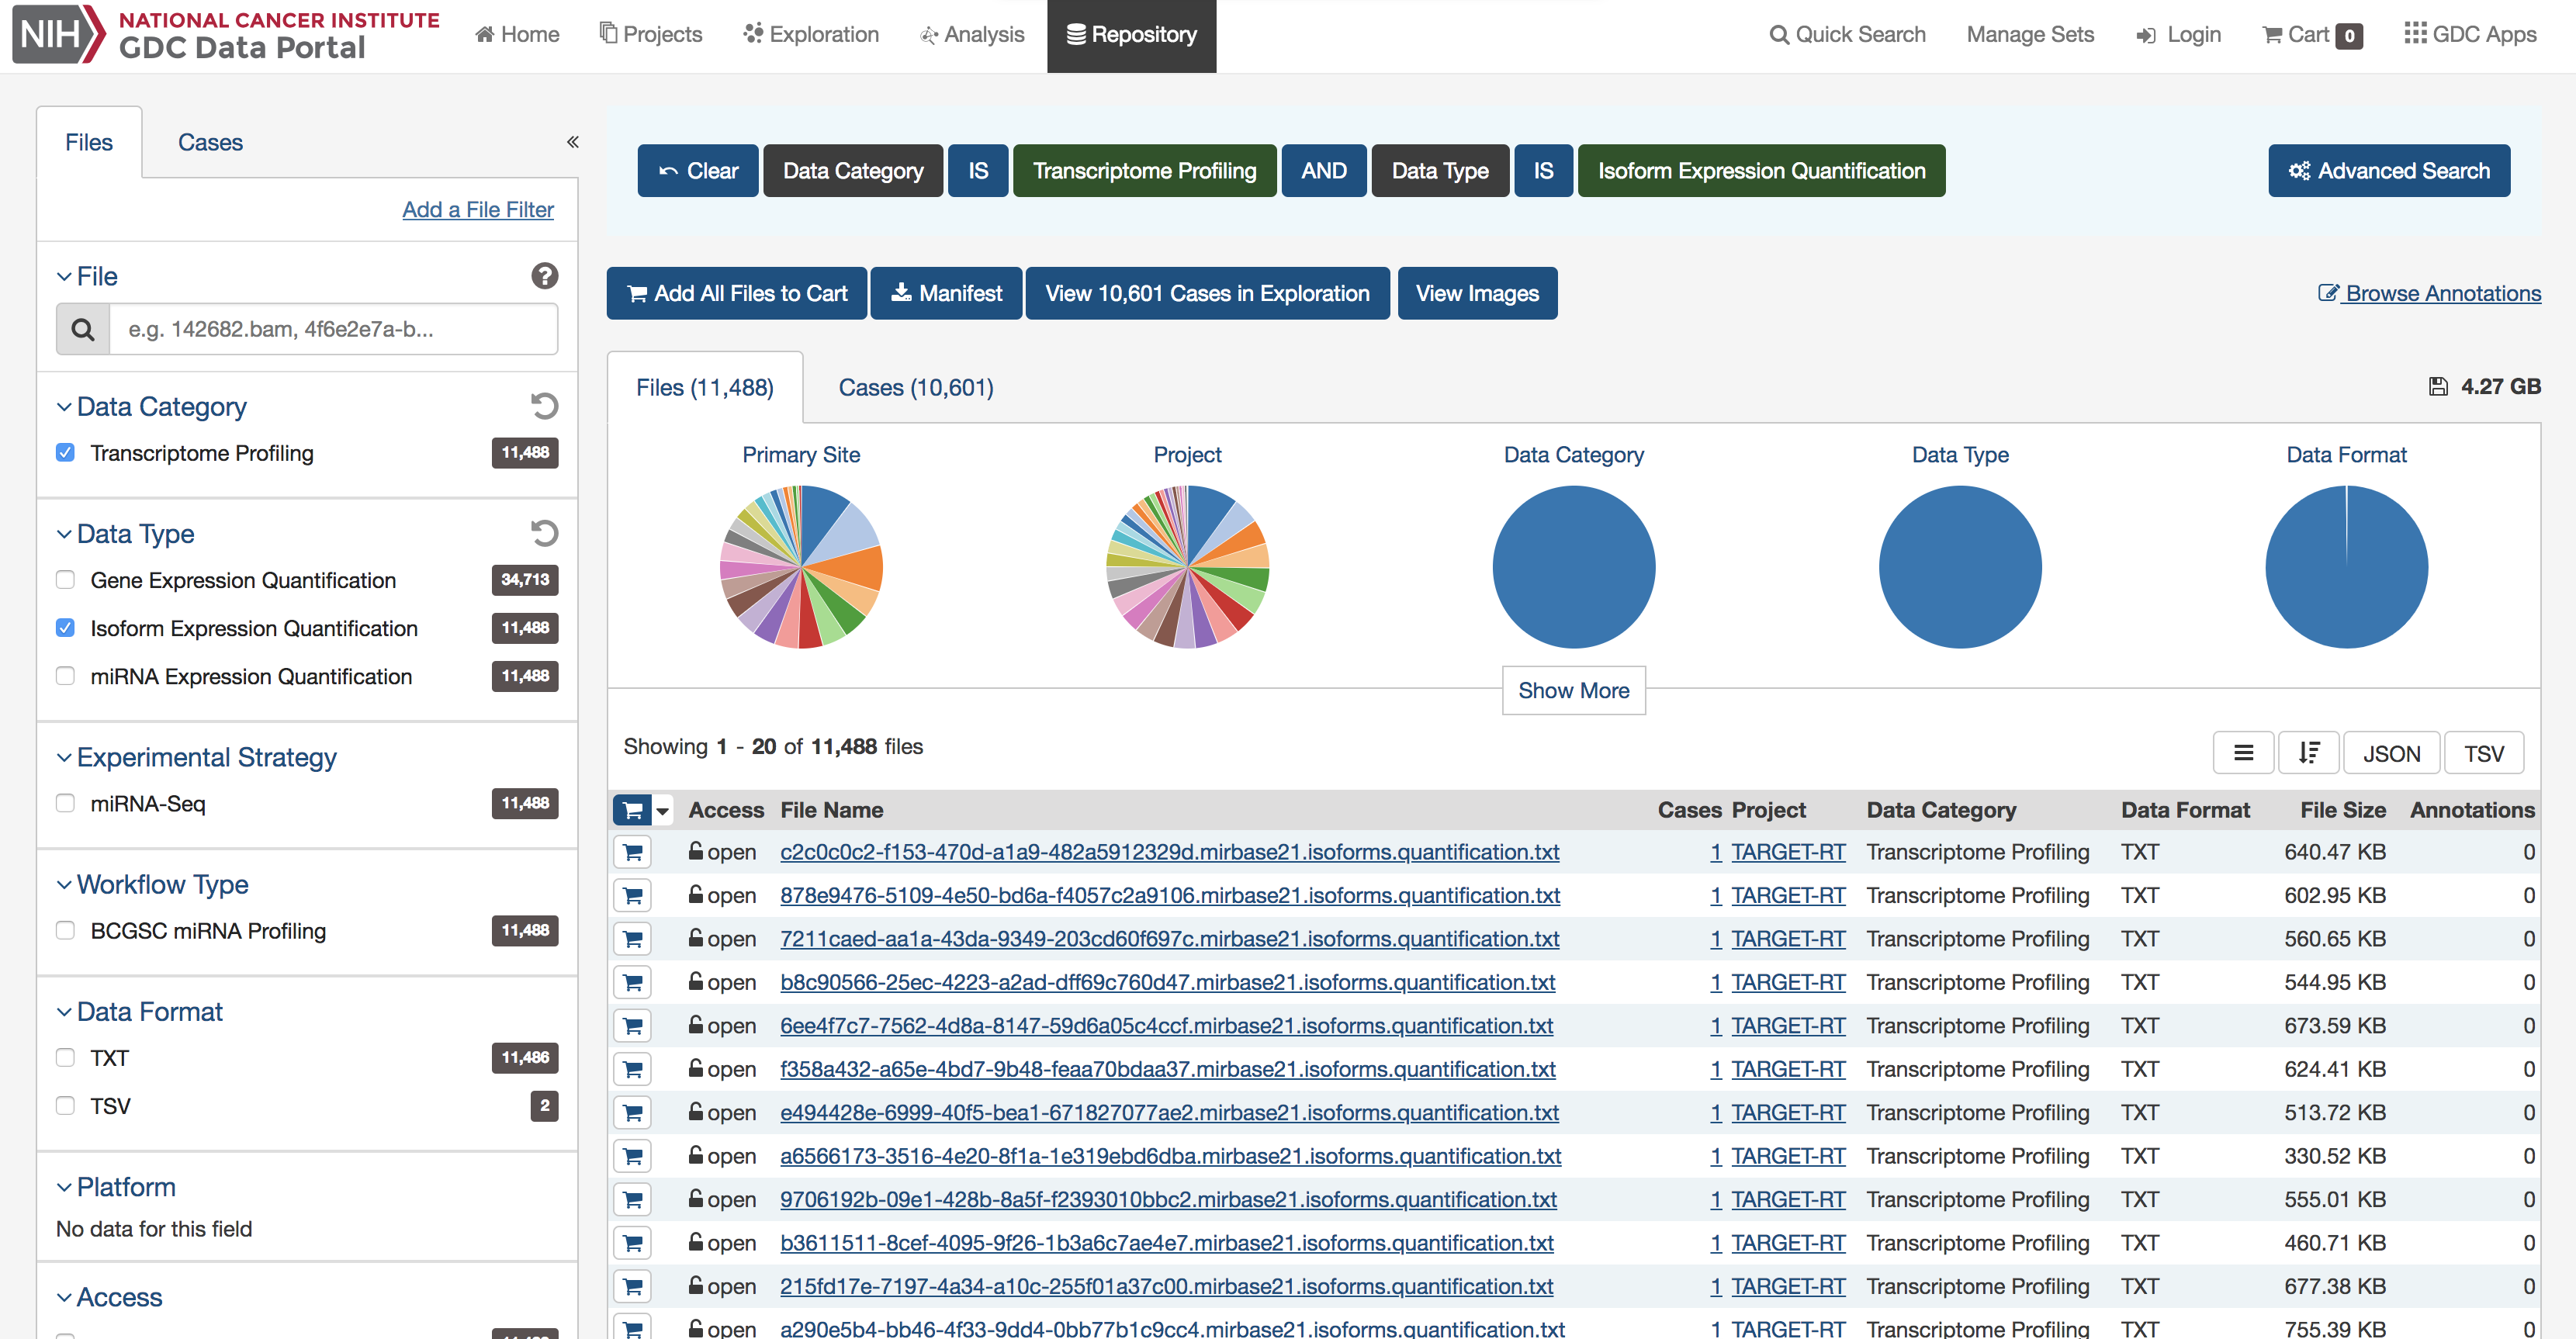 NIH NATIONAL CANCER INSTITUTE
GDC Data Portal
Home Projects Exploration Analysis Repository Quick Search Manage Sets Login Cart 0 GDC Apps
Files Cases «
Add a File Filter
File
e.g. 142682.bam, 4f6e2e7a-b...
Data Category
Transcriptome Profiling 11,488
Data Type
Gene Expression Quantification 34,713
Isoform Expression Quantification 11,488
miRNA Expression Quantification 11,488
Experimental Strategy
miRNA-Seq 11,488
Workflow Type
BCGSC miRNA Profiling 11,488
Data Format
TXT 11,486
TSV 2
Platform
No data for this field
Access
Clear Data Category IS Transcriptome Profiling AND Data Type IS Isoform Expression Quantification Advanced Search
Add All Files to Cart Manifest View 10,601 Cases in Exploration View Images Browse Annotations
Files (11,488) Cases (10,601) 4.27 GB
Primary Site Project Data Category Data Type Data Format
Show More
Showing 1 - 20 of 11,488 files JSON TSV
Access File Name Cases Project Data Category Data Format File Size Annotations
open c2c0c0c2-f153-470d-a1a9-482a5912329d.mirbase21.isoforms.quantification.txt 1 TARGET-RT Transcriptome Profiling TXT 640.47 KB 0
open 878e9476-5109-4e50-bd6a-f4057c2a9106.mirbase21.isoforms.quantification.txt 1 TARGET-RT Transcriptome Profiling TXT 602.95 KB 0
open 7211caed-aa1a-43da-9349-203cd60f697c.mirbase21.isoforms.quantification.txt 1 TARGET-RT Transcriptome Profiling TXT 560.65 KB 0
open b8c90566-25ec-4223-a2ad-dff69c760d47.mirbase21.isoforms.quantification.txt 1 TARGET-RT Transcriptome Profiling TXT 544.95 KB 0
open 6ee4f7c7-7562-4d8a-8147-59d6a05c4ccf.mirbase21.isoforms.quantification.txt 1 TARGET-RT Transcriptome Profiling TXT 673.59 KB 0
open f358a432-a65e-4bd7-9b48-feaa70bdaa37.mirbase21.isoforms.quantification.txt 1 TARGET-RT Transcriptome Profiling TXT 624.41 KB 0
open e494428e-6999-40f5-bea1-671827077ae2.mirbase21.isoforms.quantification.txt 1 TARGET-RT Transcriptome Profiling TXT 513.72 KB 0
open a6566173-3516-4e20-8f1a-1e319ebd6dba.mirbase21.isoforms.quantification.txt 1 TARGET-RT Transcriptome Profiling TXT 330.52 KB 0
open 9706192b-09e1-428b-8a5f-f2393010bbc2.mirbase21.isoforms.quantification.txt 1 TARGET-RT Transcriptome Profiling TXT 555.01 KB 0
open b3611511-8cef-4095-9f26-1b3a6c7ae4e7.mirbase21.isoforms.quantification.txt 1 TARGET-RT Transcriptome Profiling TXT 460.71 KB 0
open 215fd17e-7197-4a34-a10c-255f01a37c00.mirbase21.isoforms.quantification.txt 1 TARGET-RT Transcriptome Profiling TXT 677.38 KB 0
open a290e5b4-bb46-4f33-9dd4-0bb77b1c9cc4.mirbase21.isoforms.quantification.txt 1 TARGET-RT Transcriptome Profiling TXT 755.39 KB 0